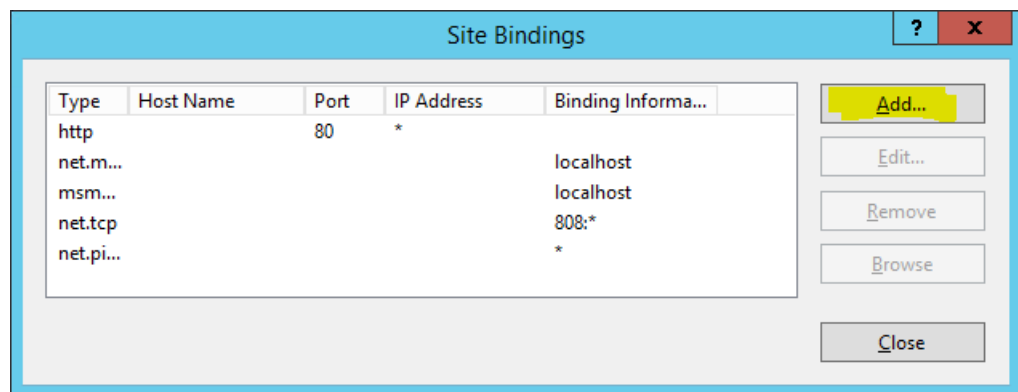 Site Bindings
? x
Type Host Name Port IP Address Binding Informa...
http 80 *
net.m... localhost
msm... localhost
net.tcp 808:*
net.pi... *
Add...
Edit...
Remove
Browse
Close